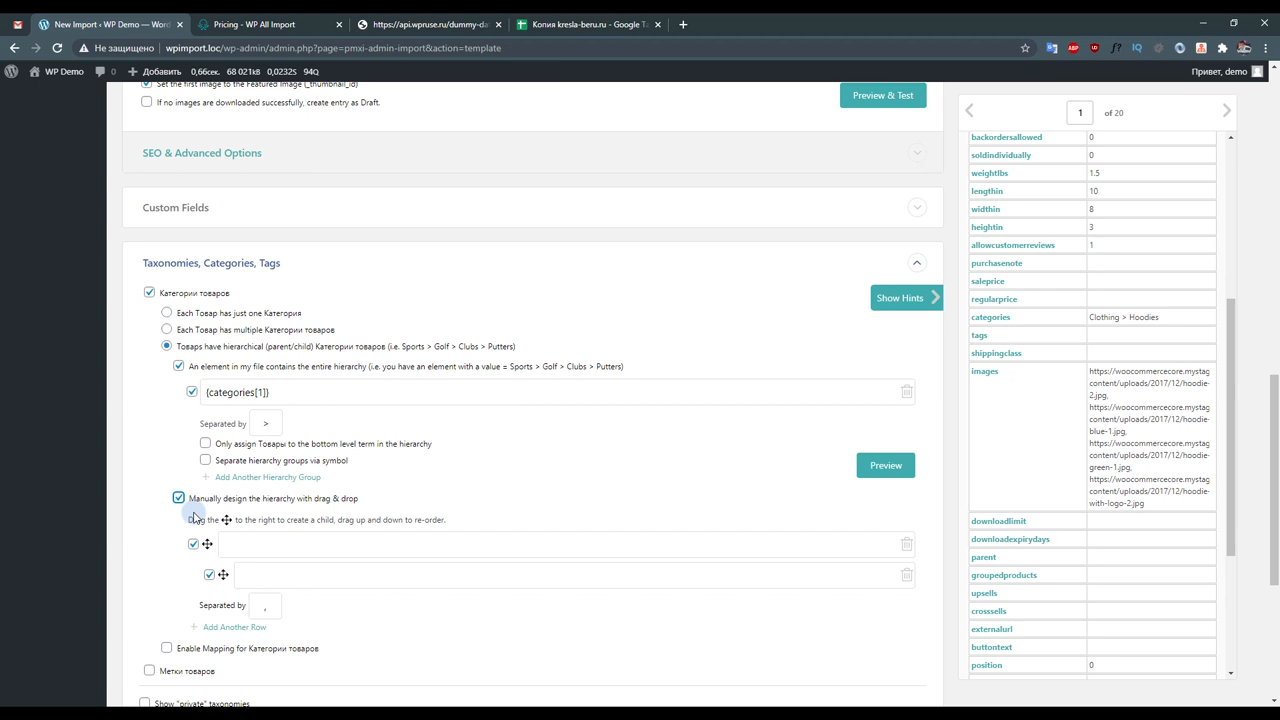 New Import ‹ WP Demo — Word
Pricing - WP All Import
https://api.wpruse.ru/dummy-da
Копия kresla-beru.ru - Google Та
Не защищено
wpimport.loc/wp-admin/admin.php?page=pmxi-admin-import&action=template
WP Demo
0
Добавить
0,66сек.
68 021kB
0,0232s
94Q
Привет, demo
Set the first image to the Featured Image (_thumbnail_id)
If no images are downloaded successfully, create entry as Draft.
Preview & Test
SEO & Advanced Options
Custom Fields
Taxonomies, Categories, Tags
Категории товаров
Show Hints
Each Товар has just one Категория
Each Товар has multiple Категории товаров
Товары have hierarchical (parent/child) Категории товаров (i.e. Sports > Golf > Clubs > Putters)
An element in my file contains the entire hierarchy (i.e. you have an element with a value = Sports > Golf > Clubs > Putters)
{categories[1]}
Separated by
>
Only assign Товары to the bottom level term in the hierarchy
Separate hierarchy groups via symbol
Add Another Hierarchy Group
Preview
Manually design the hierarchy with drag & drop
Drag the to the right to create a child, drag up and down to re-order.
Separated by
,
Add Another Row
Enable Mapping for Категории товаров
Метки товаров
Show "private" taxonomies
1
of 20
backordersallowed 0
soldindividually 0
weightlbs 1.5
lengthin 10
widthin 8
heightin 3
allowcustomerreviews 1
purchasenote
saleprice
regularprice
categories Clothing > Hoodies
tags
shippingclass
images https://woocommercecore.mystag
content/uploads/2017/12/hoodie-
2.jpg,
https://woocommercecore.mystag
content/uploads/2017/12/hoodie-
blue-1.jpg,
https://woocommercecore.mystag
content/uploads/2017/12/hoodie-
green-1.jpg,
https://woocommercecore.mystag
content/uploads/2017/12/hoodie-
with-logo-2.jpg
downloadlimit
downloadexpirydays
parent
groupedproducts
upsells
crosssells
externalurl
buttontext
position 0